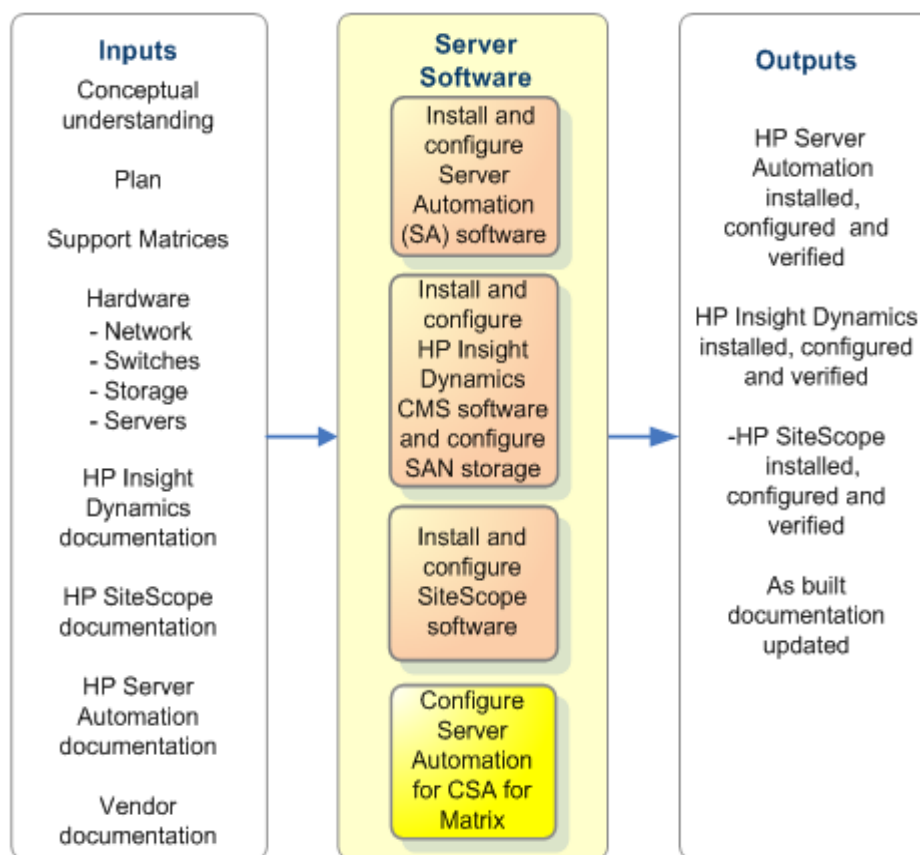 Inputs
Conceptual
understanding
Plan
Support Matrices
Hardware
- Network
- Switches
- Storage
- Servers
HP Insight
Dynamics
documentation
HP SiteScope
documentation
HP Server
Automation
documentation
Vendor
documentation
Server
Software
Install and
configure
Server
Automation
(SA) software
Install and
configure
HP Insight
Dynamics
CMS software
and configure
SAN storage
Install and
configure
SiteScope
software
Configure
Server
Automation
for CSA for
Matrix
Outputs
HP Server
Automation
installed,
configured and
verified
HP Insight Dynamics
installed, configured
and verified
-HP SiteScope
installed,
configured and
verified
As built
documentation
updated